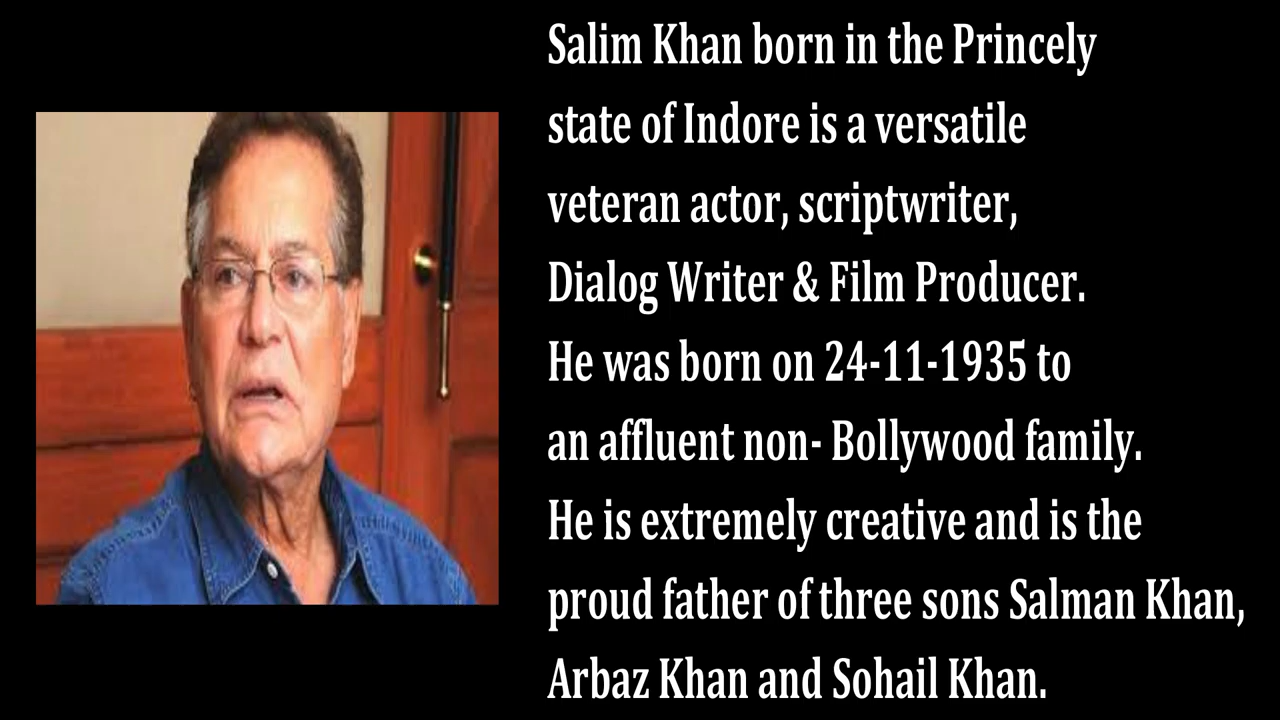 Salim Khan born in the Princely
state of Indore is a versatile
veteran actor, scriptwriter,
Dialog Writer & Film Producer.
He was born on 24-11-1935 to
an affluent non- Bollywood family.
He is extremely creative and is the
proud father of three sons Salman Khan,
Arbaz Khan and Sohail Khan.